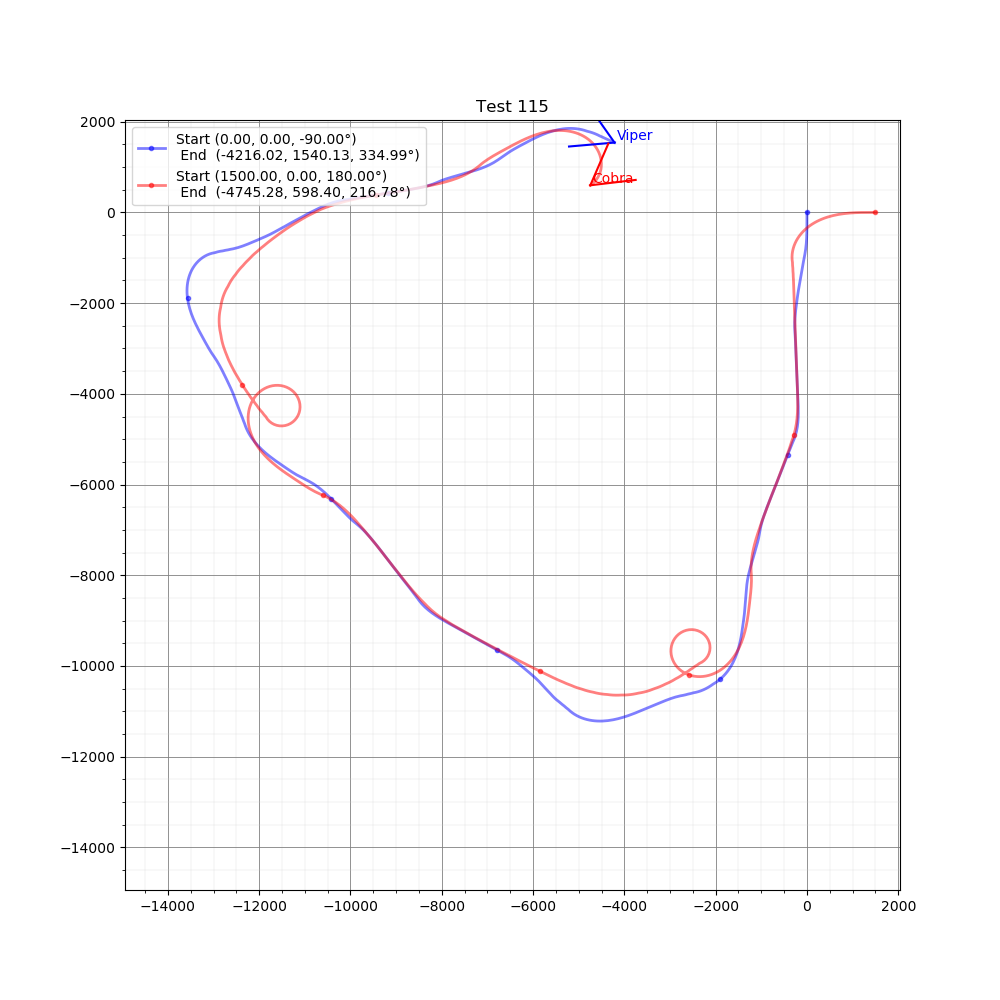 Test 115
Start (0.00, 0.00, -90.00°)
End (-4216.02, 1540.13, 334.99°)
Start (1500.00, 0.00, 180.00°)
End (-4745.28, 598.40, 216.78°)
Viper
Cobra
2000
0
−2000
−4000
−6000
−8000
−10000
−12000
−14000
−14000 −12000 −10000 −8000 −6000 −4000 −2000 0 2000